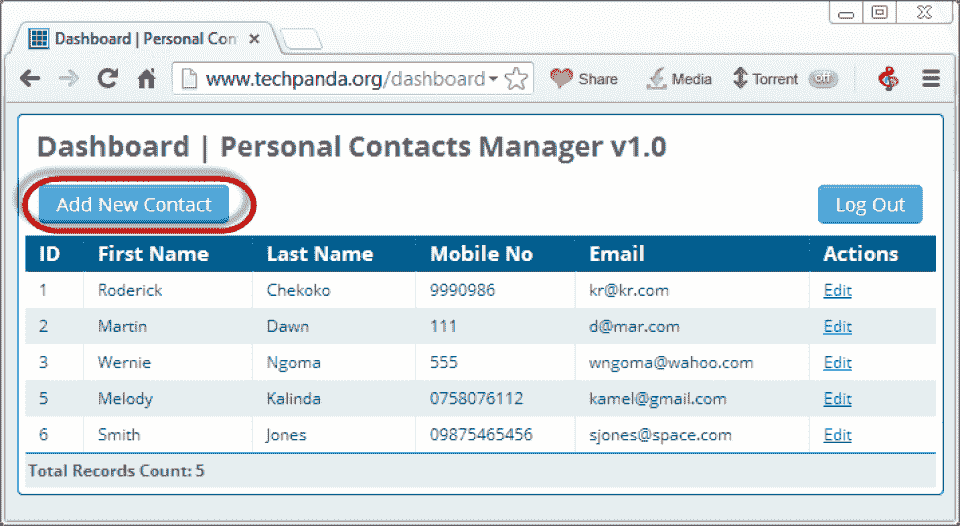 Dashboard | Personal Con
www.techpanda.org/dashboard
Share
Media
Torrent
off
Dashboard | Personal Contacts Manager v1.0
Add New Contact
Log Out
ID First Name Last Name Mobile No Email Actions
1 Roderick Chekoko 9990986 kr@kr.com Edit
2 Martin Dawn 111 d@mar.com Edit
3 Wernie Ngoma 555 wngoma@wahoo.com Edit
5 Melody Kalinda 0758076112 kamel@gmail.com Edit
6 Smith Jones 09875465456 sjones@space.com Edit
Total Records Count: 5